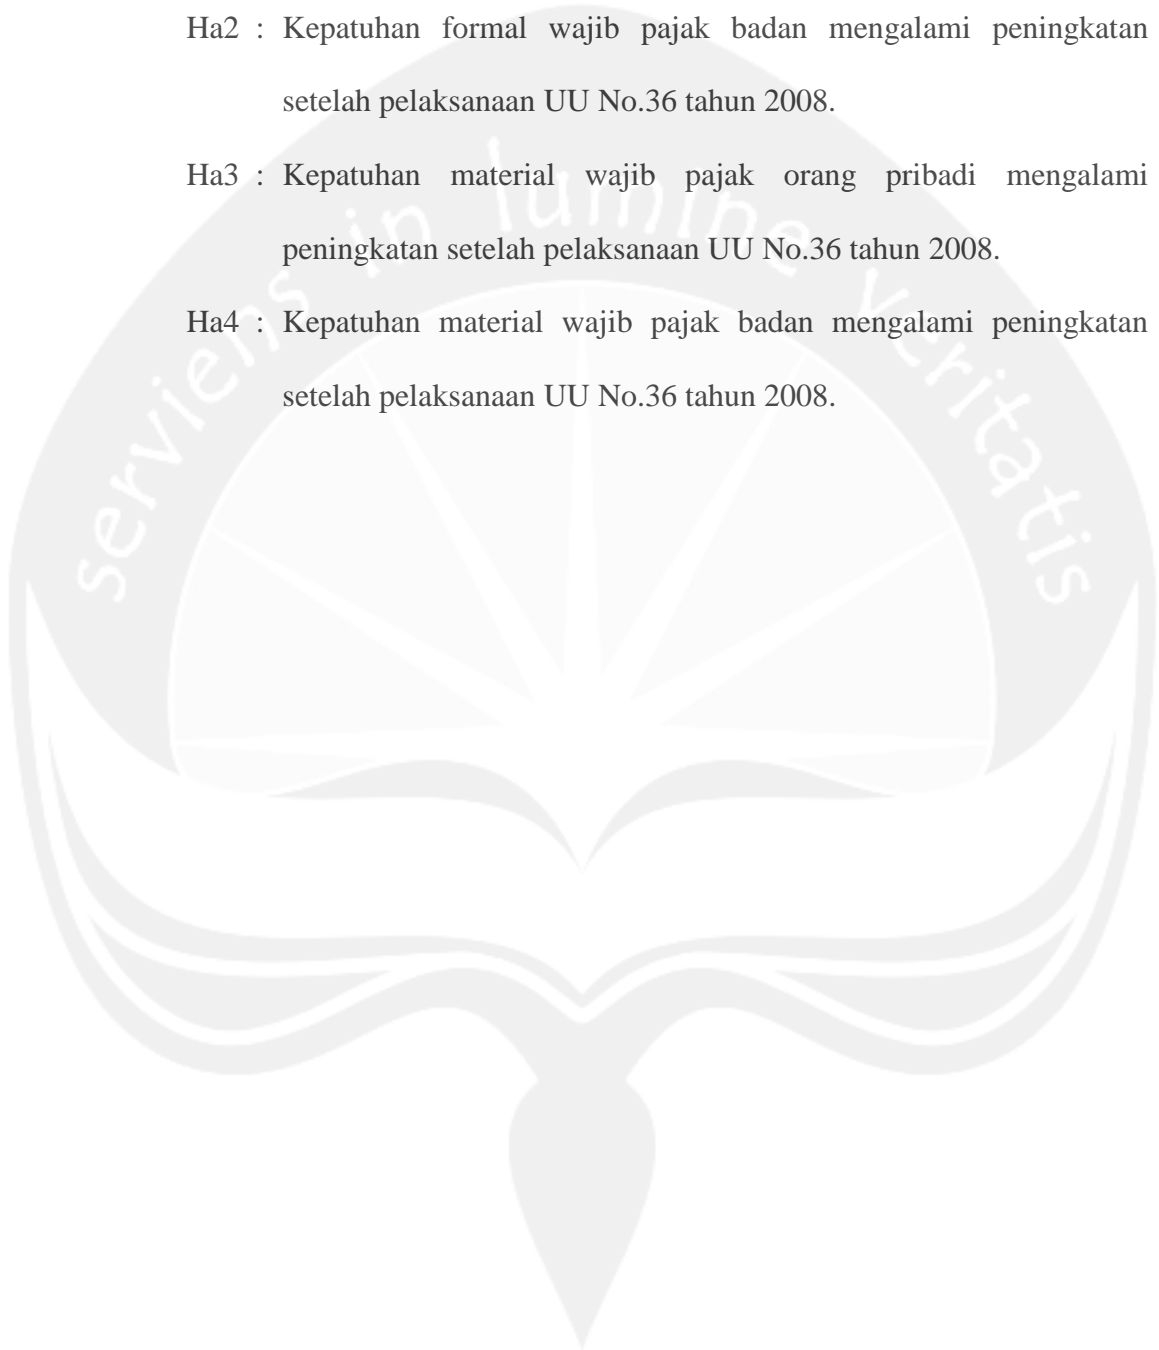 Ha2 : Kepatuhan formal wajib pajak badan mengalami peningkatan
setelah pelaksanaan UU No.36 tahun 2008.
Ha3 : Kepatuhan material wajib pajak orang pribadi mengalami
peningkatan setelah pelaksanaan UU No.36 tahun 2008.
Ha4 : Kepatuhan material wajib pajak badan mengalami peningkatan
setelah pelaksanaan UU No.36 tahun 2008.
serviens in lumine veritatis